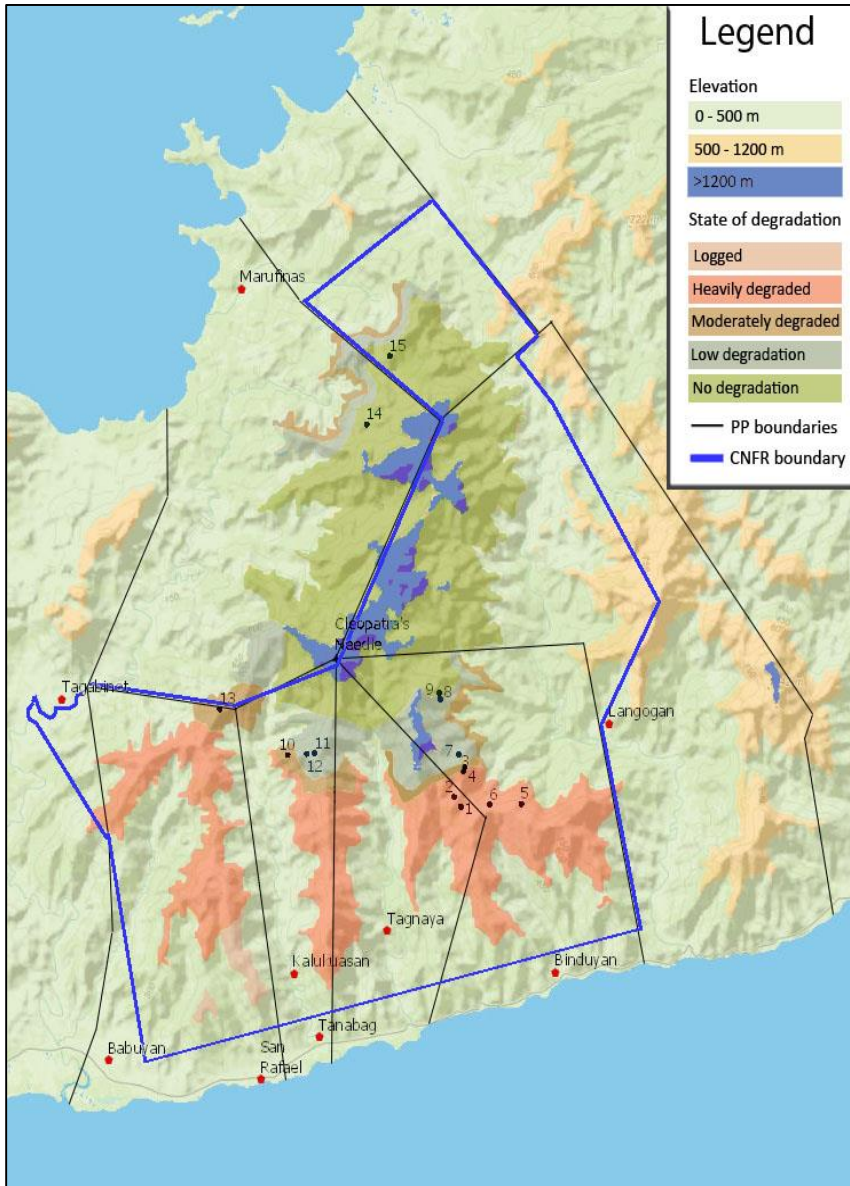 Legend
Elevation
0 - 500 m
500 - 1200 m
>1200 m
State of degradation
Logged
Heavily degraded
Moderately degraded
Low degradation
No degradation
PP boundaries
CNFR boundary
Marufinas
15
14
Cleopatra's
Needle
Tagabinet
13
9 8
Langogan
10 11
12
7
3
4
2
1
6 5
Tagnaya
Kalukuasan
Binduyan
Tanabag
Babuyan
San
Rafael